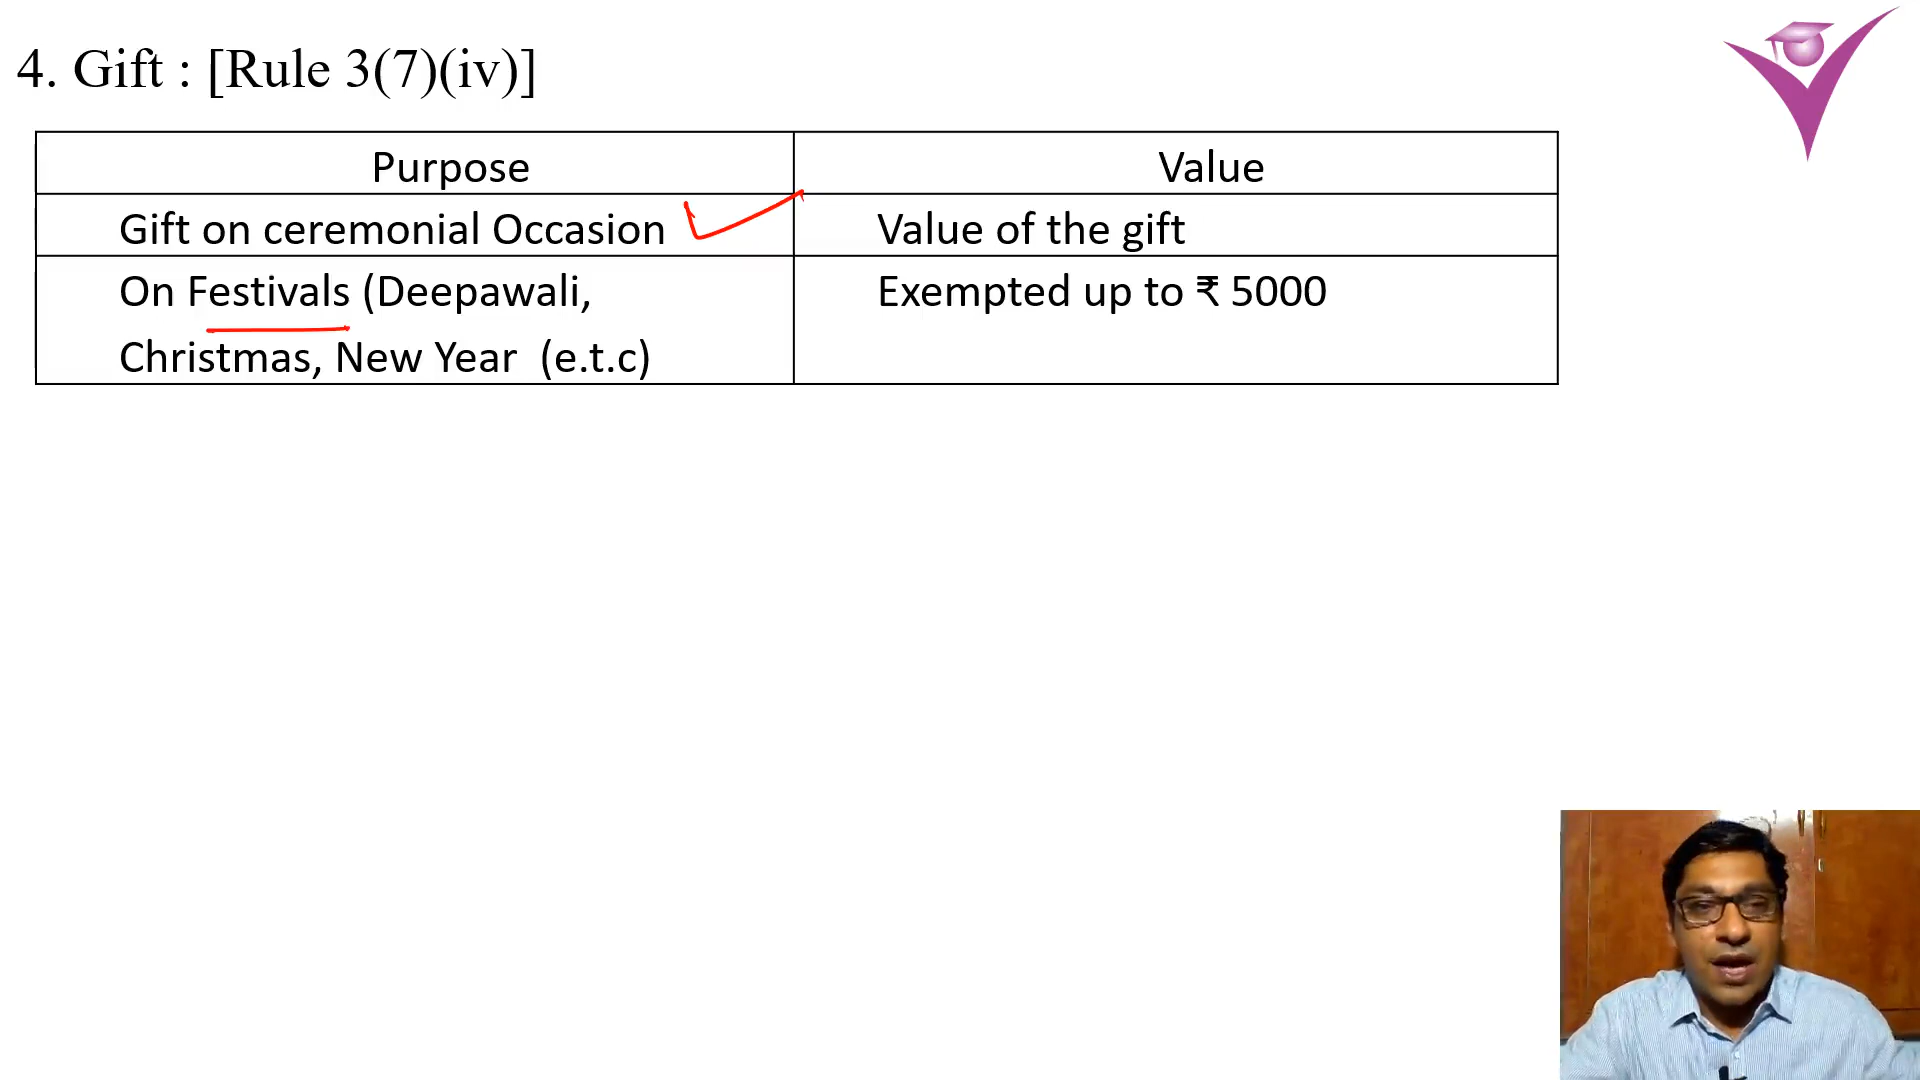 4. Gift : [Rule 3(7)(iv)]
Purpose Value
Gift on ceremonial Occasion Value of the gift
On Festivals (Deepawali, Exempted up to ₹ 5000
Christmas, New Year (e.t.c)